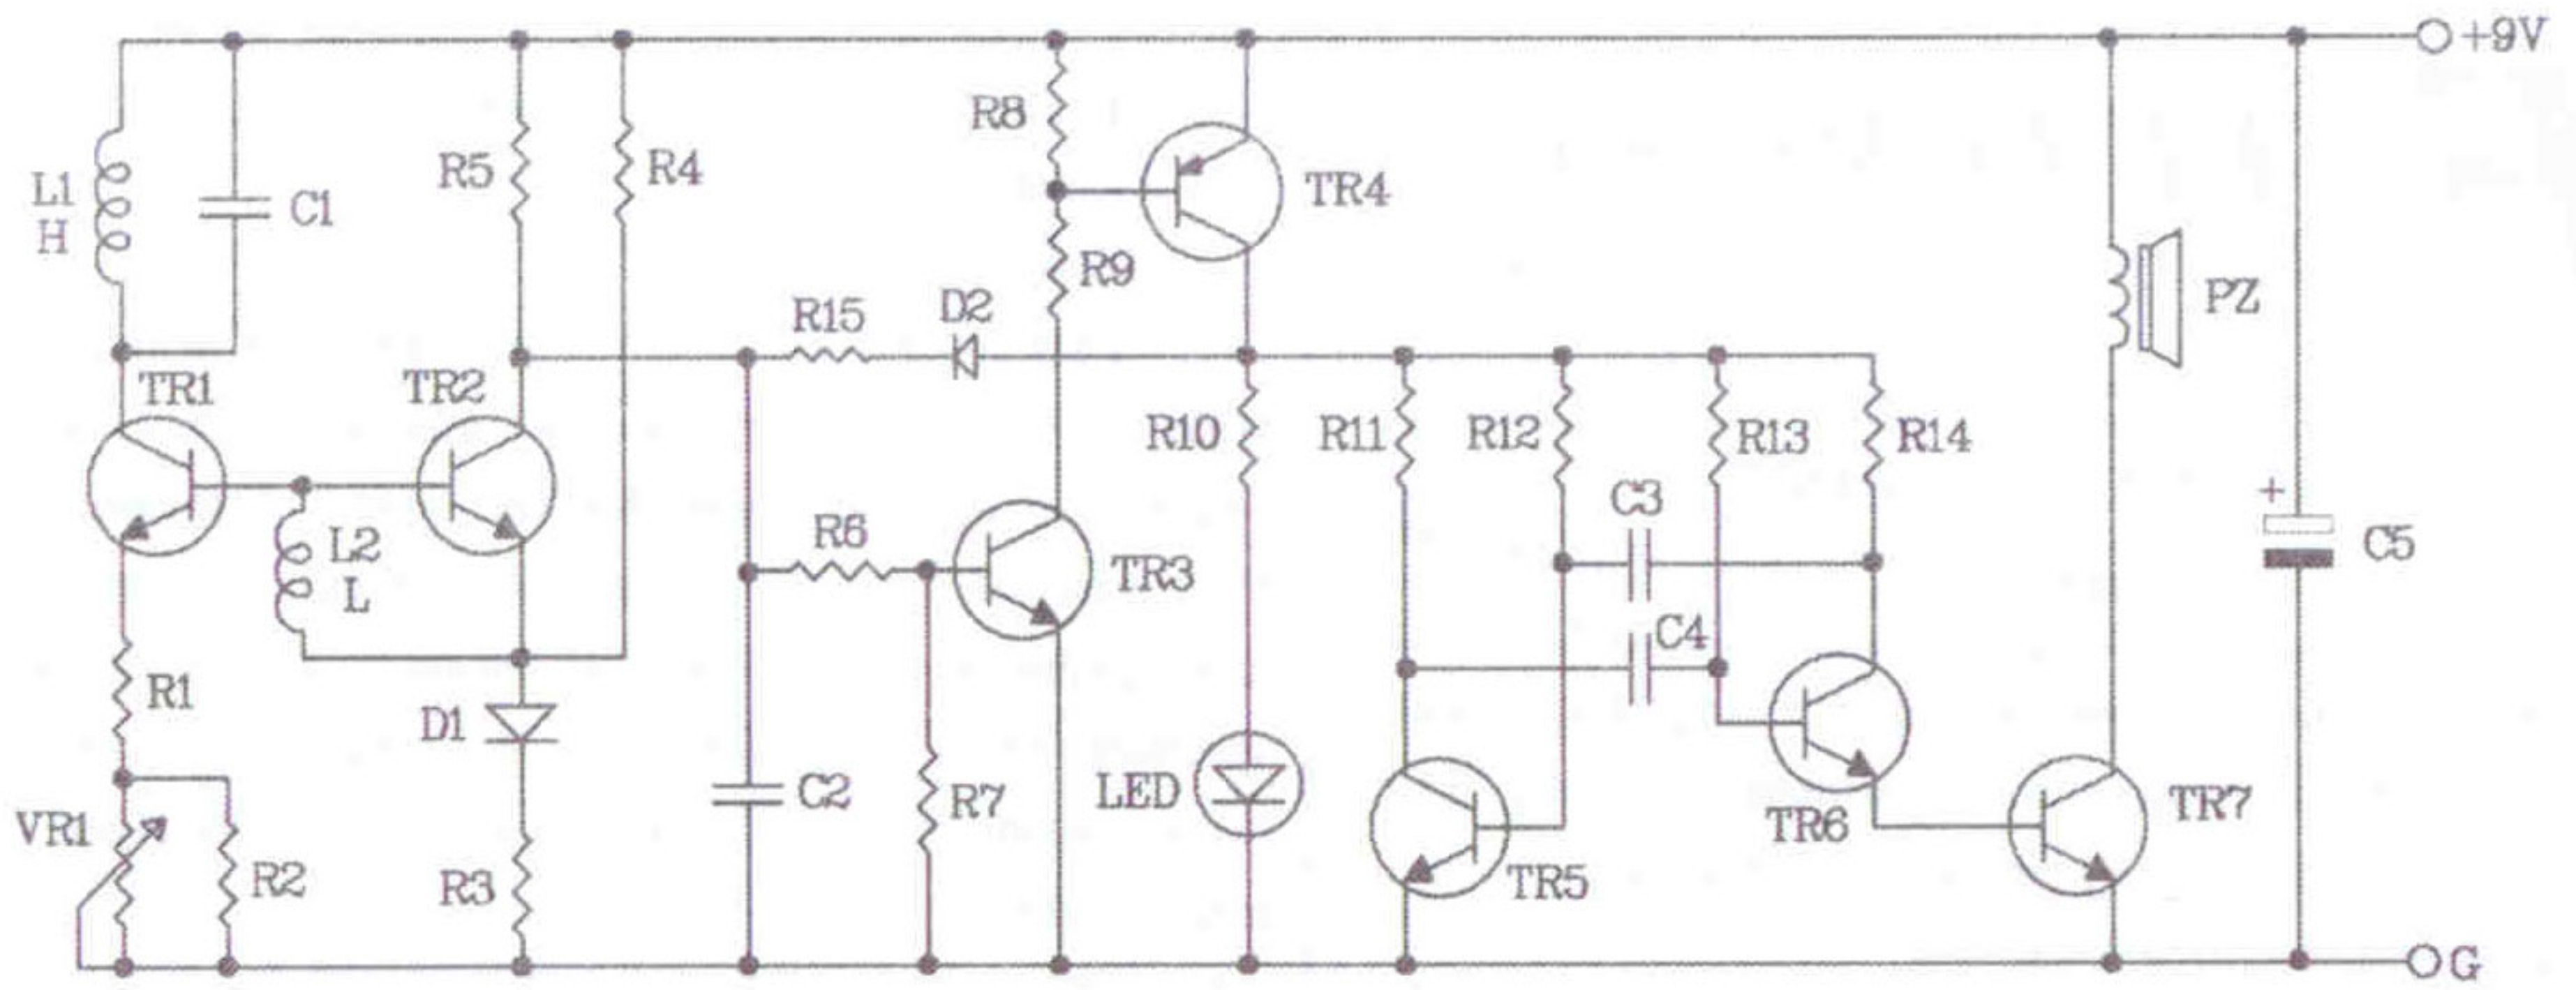 +9V
R8
R5
R4
TR4
L1
H
C1
R9
R15
D2
PZ
TR1
TR2
R10
R11
R12
R13
R14
C3
+
L2
L
R6
TR3
C5
C4
R1
D1
C2
LED
R7
TR7
VR1
TR6
R2
R3
TR5
G